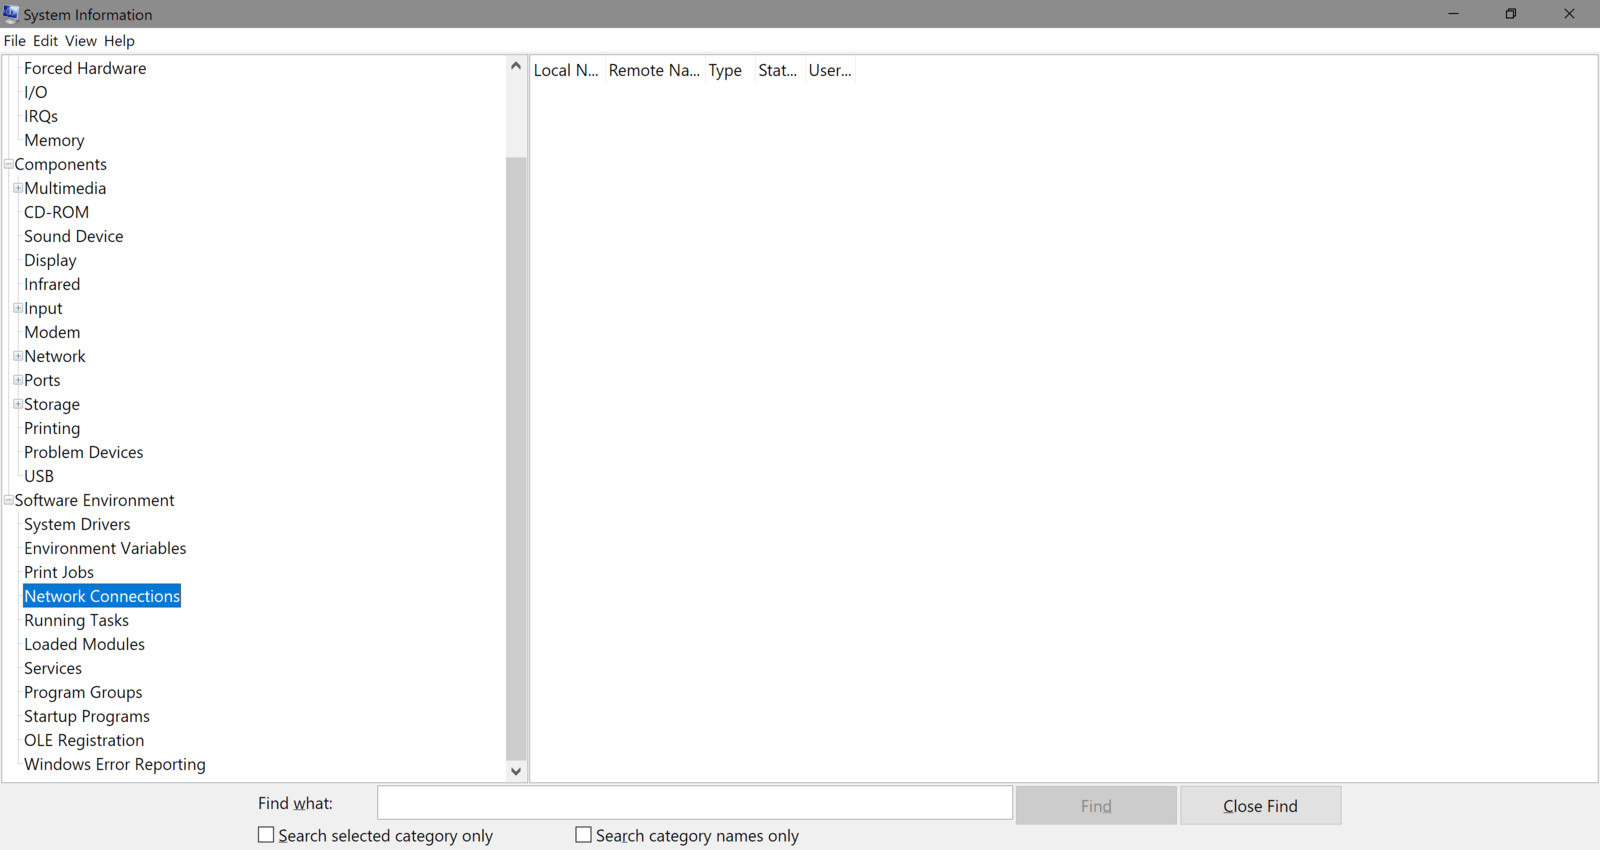 System Information
File Edit View Help
Forced Hardware
I/O
IRQs
Memory
Components
Multimedia
CD-ROM
Sound Device
Display
Infrared
Input
Modem
Network
Ports
Storage
Printing
Problem Devices
USB
Software Environment
System Drivers
Environment Variables
Print Jobs
Network Connections
Running Tasks
Loaded Modules
Services
Program Groups
Startup Programs
OLE Registration
Windows Error Reporting
Local N... Remote Na... Type Stat... User...
Find what:
Find
Close Find
Search selected category only
Search category names only